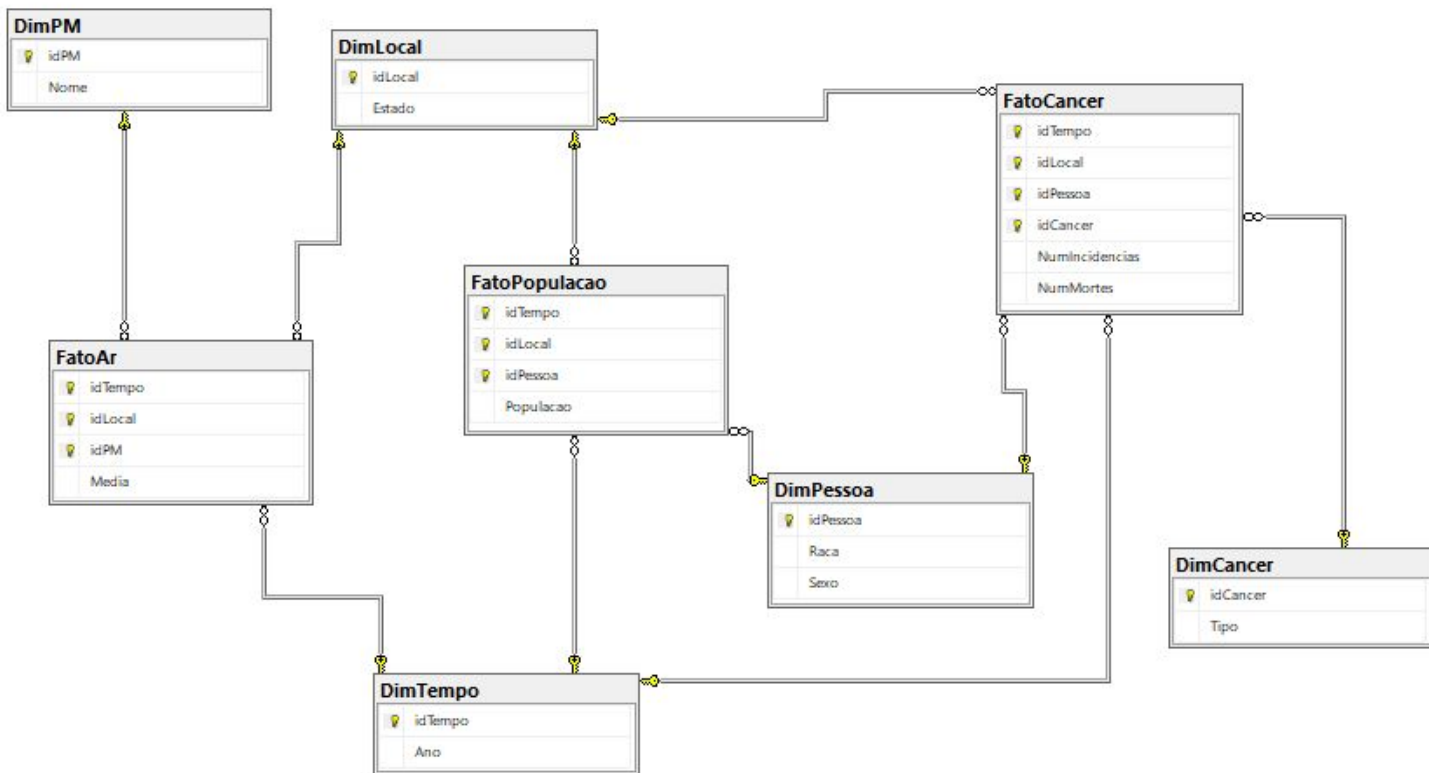 DimPM
idPM
Nome
DimLocal
idLocal
Estado
FatoCancer
idTempo
idLocal
idPessoa
idCancer
NumIncidencias
NumMortes
FatoPopulacao
idTempo
idLocal
idPessoa
Populacao
FatoAr
idTempo
idLocal
idPM
Media
DimPessoa
idPessoa
Raca
Sexo
DimCancer
idCancer
Tipo
DimTempo
idTempo
Ano